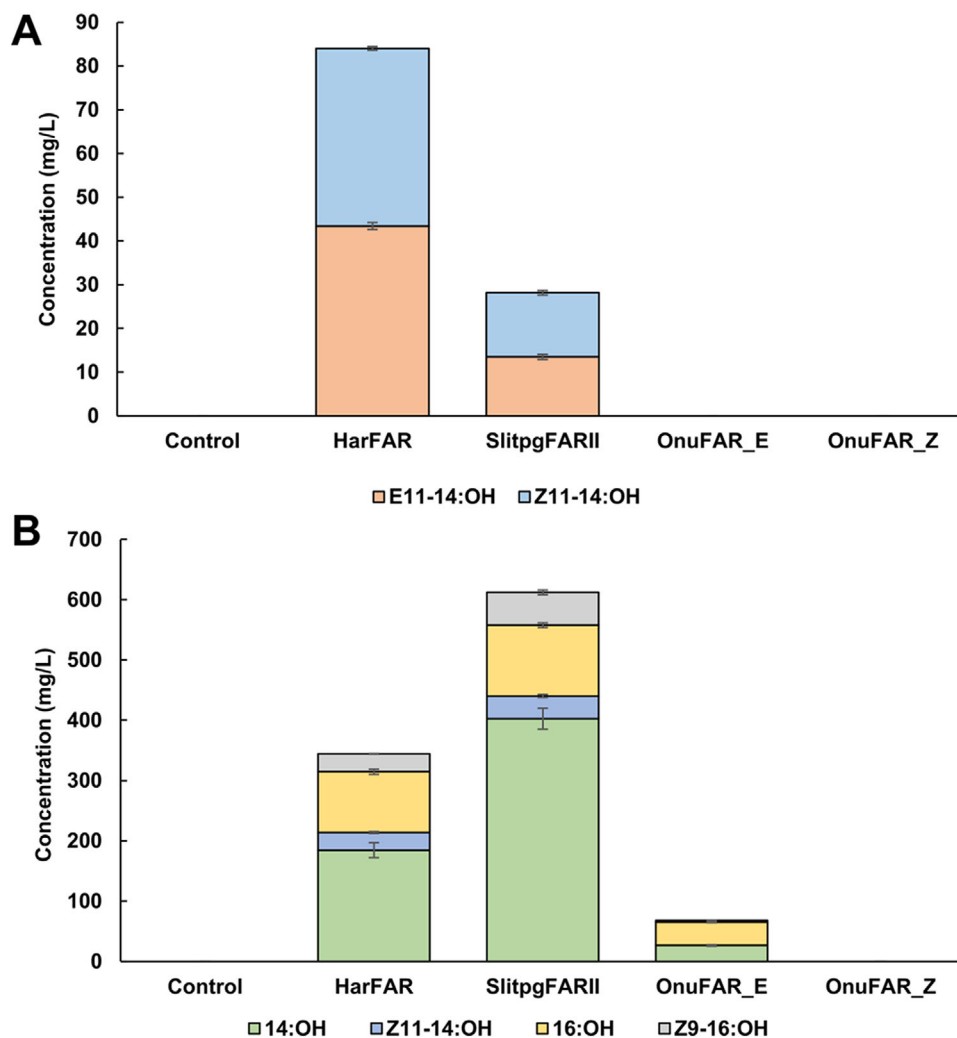 A
Concentration (mg/L)
90
80
70
60
50
40
30
20
10
0
Control HarFAR SlitpgFARII OnuFAR_E OnuFAR_Z
E11-14:OH Z11-14:OH
B
Concentration (mg/L)
700
600
500
400
300
200
100
0
Control HarFAR SlitpgFARII OnuFAR_E OnuFAR_Z
14:OH Z11-14:OH 16:OH Z9-16:OH